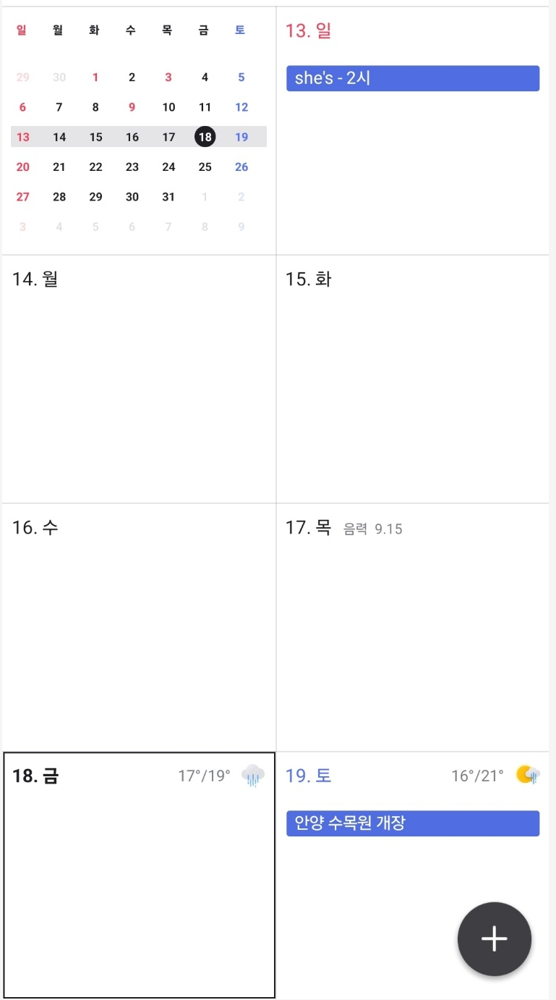 일 월 화 수 목 금 토
29 30 1 2 3 4 5
6 7 8 9 10 11 12
13 14 15 16 17 18 19
20 21 22 23 24 25 26
27 28 29 30 31 1 2
3 4 5 6 7 8 9
13. 일
she's - 2시
14. 월
15. 화
16. 수
17. 목 음력 9.15
18. 금 17°/19°
19. 토 16°/21°
안양 수목원 개장